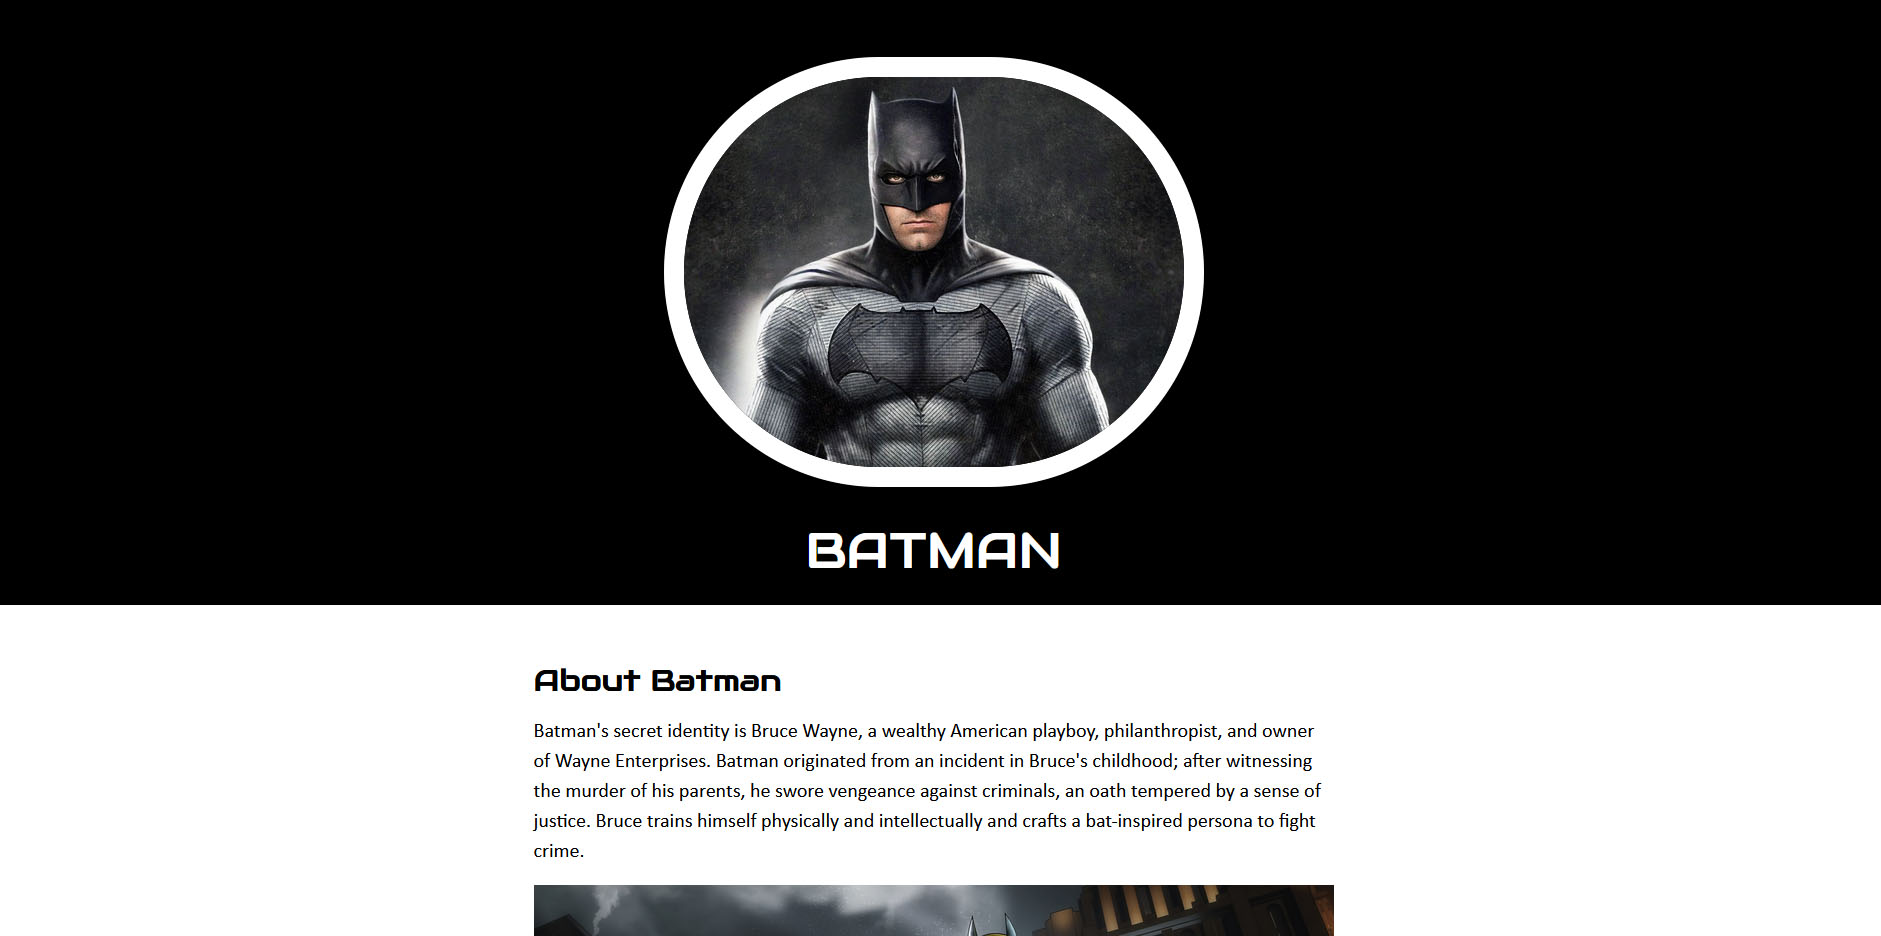 BATMAN
About Batman
Batman's secret identity is Bruce Wayne, a wealthy American playboy, philanthropist, and owner
of Wayne Enterprises. Batman originated from an incident in Bruce's childhood; after witnessing
the murder of his parents, he swore vengeance against criminals, an oath tempered by a sense of
justice. Bruce trains himself physically and intellectually and crafts a bat-inspired persona to fight
crime.